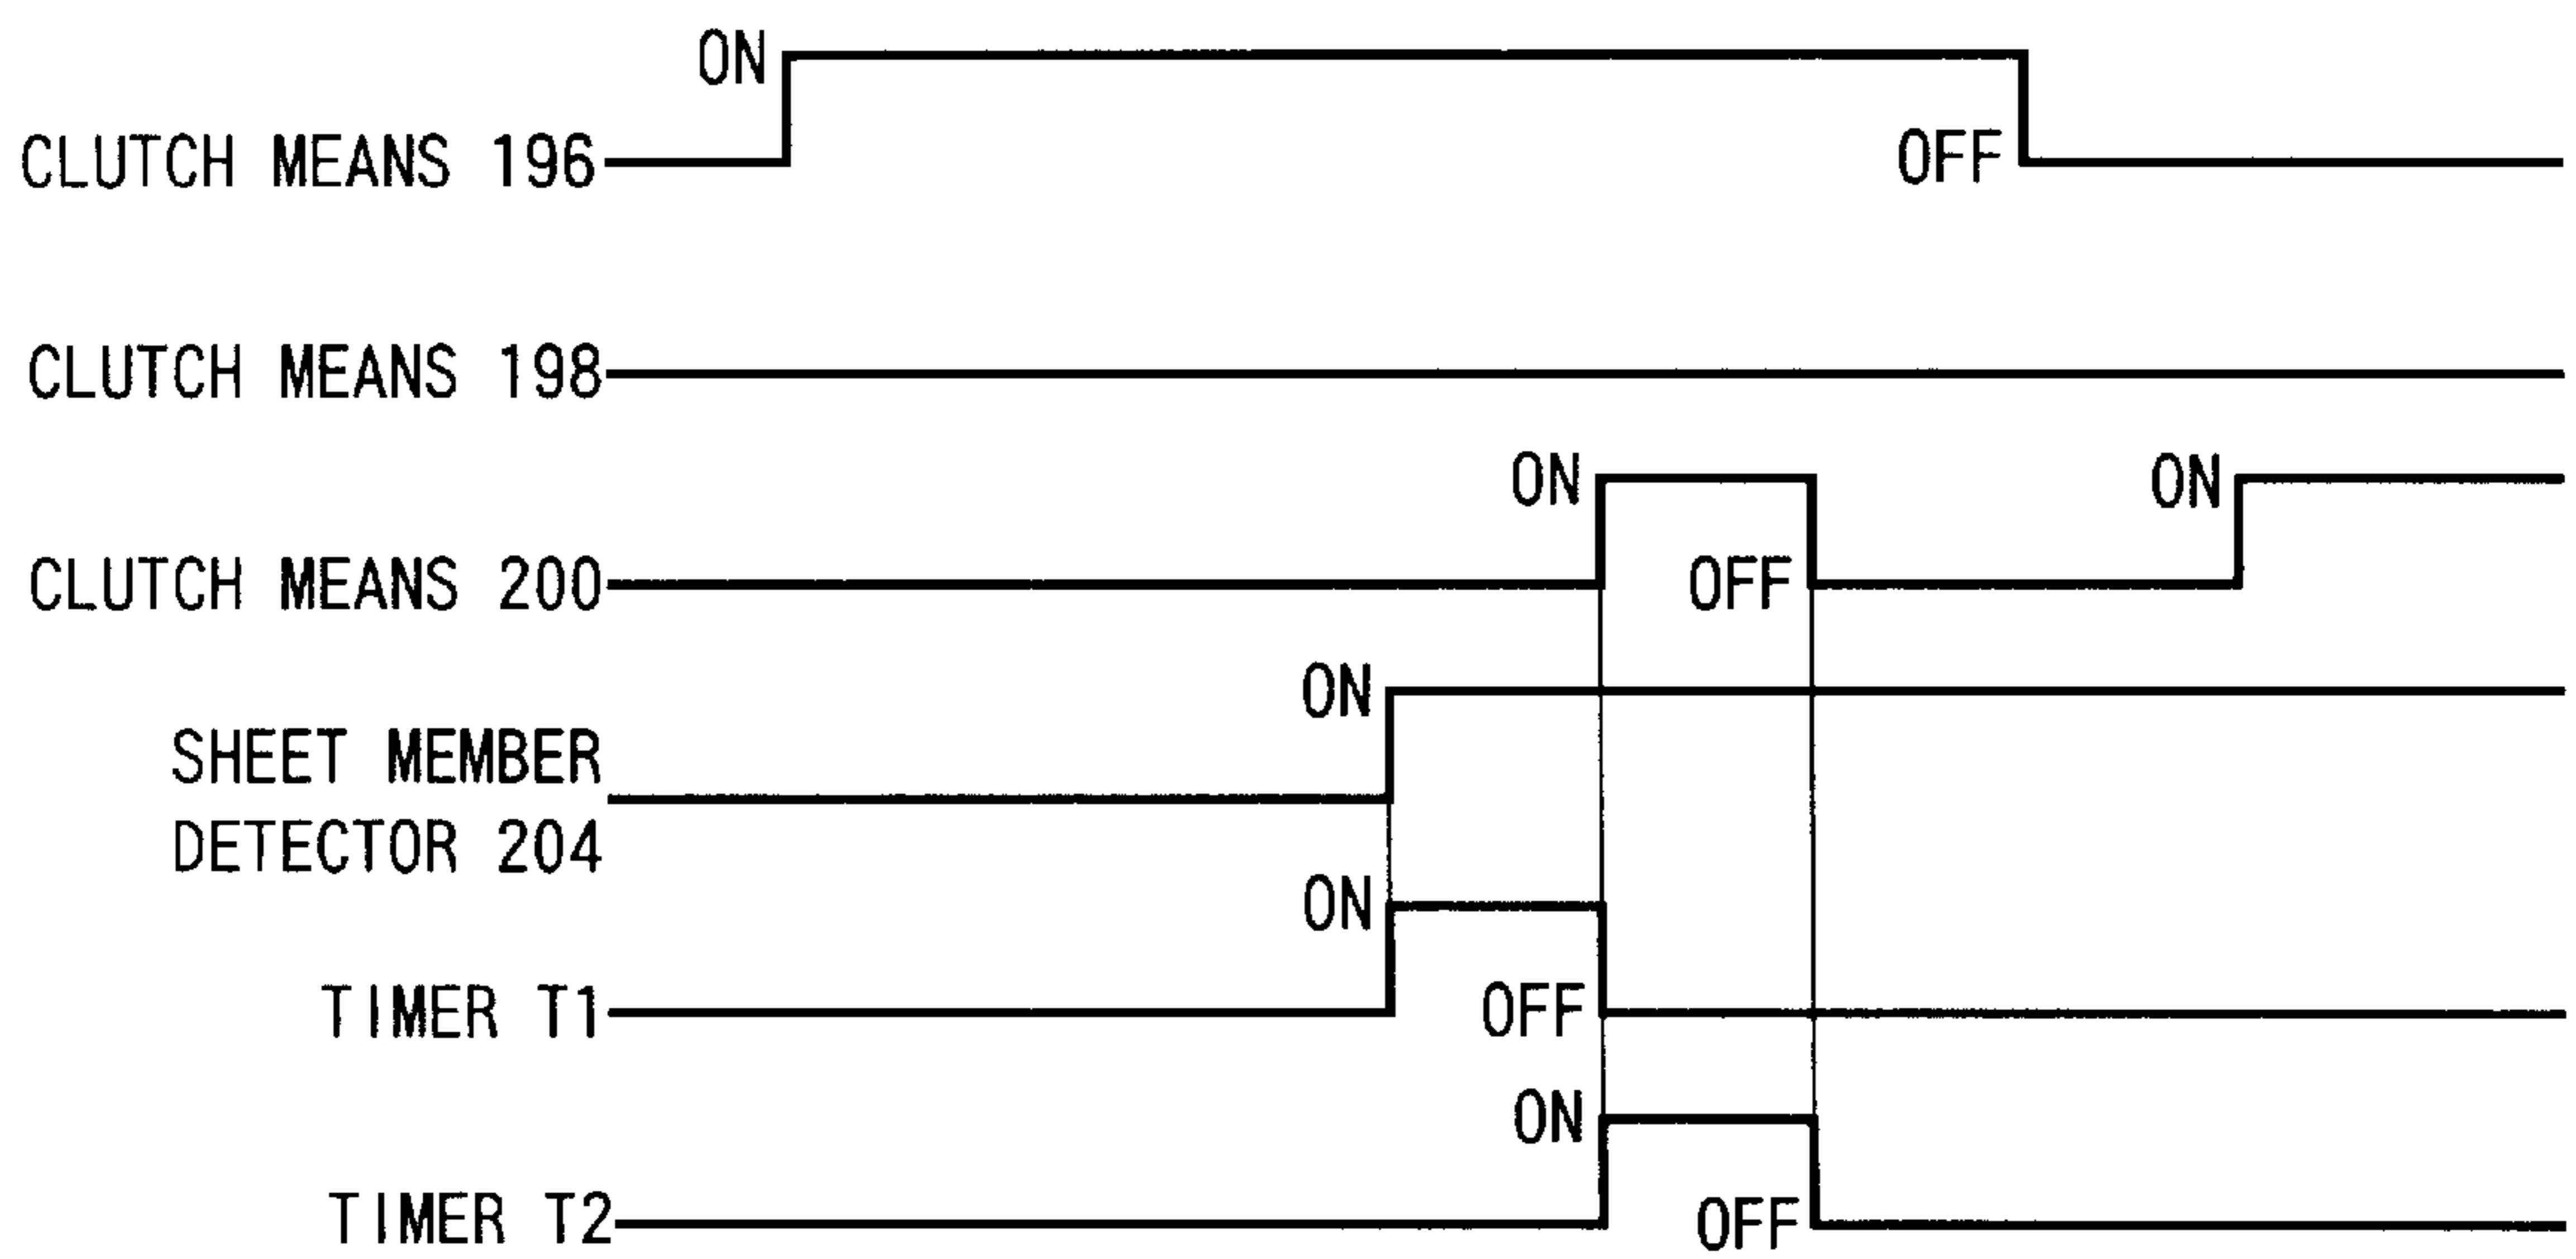 ON
CLUTCH MEANS 196
OFF
CLUTCH MEANS 198
ON
ON
CLUTCH MEANS 200
OFF
ON
SHEET MEMBER
DETECTOR 204
ON
TIMER T1
OFF
ON
TIMER T2
OFF